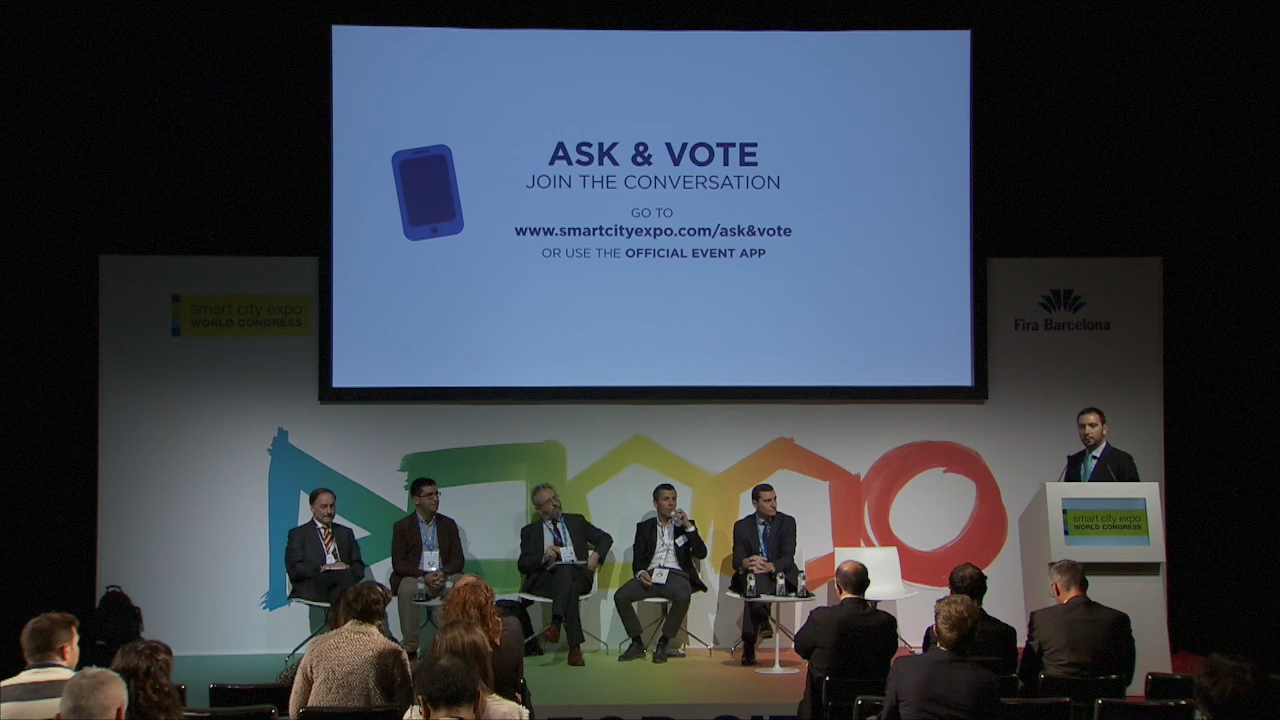 ASK & VOTE
JOIN THE CONVERSATION
GO TO
www.smartcityexpo.com/ask&vote
OR USE THE OFFICIAL EVENT APP
smart city expo
WORLD CONGRESS
Fira Barcelona
smart city expo
WORLD CONGRESS